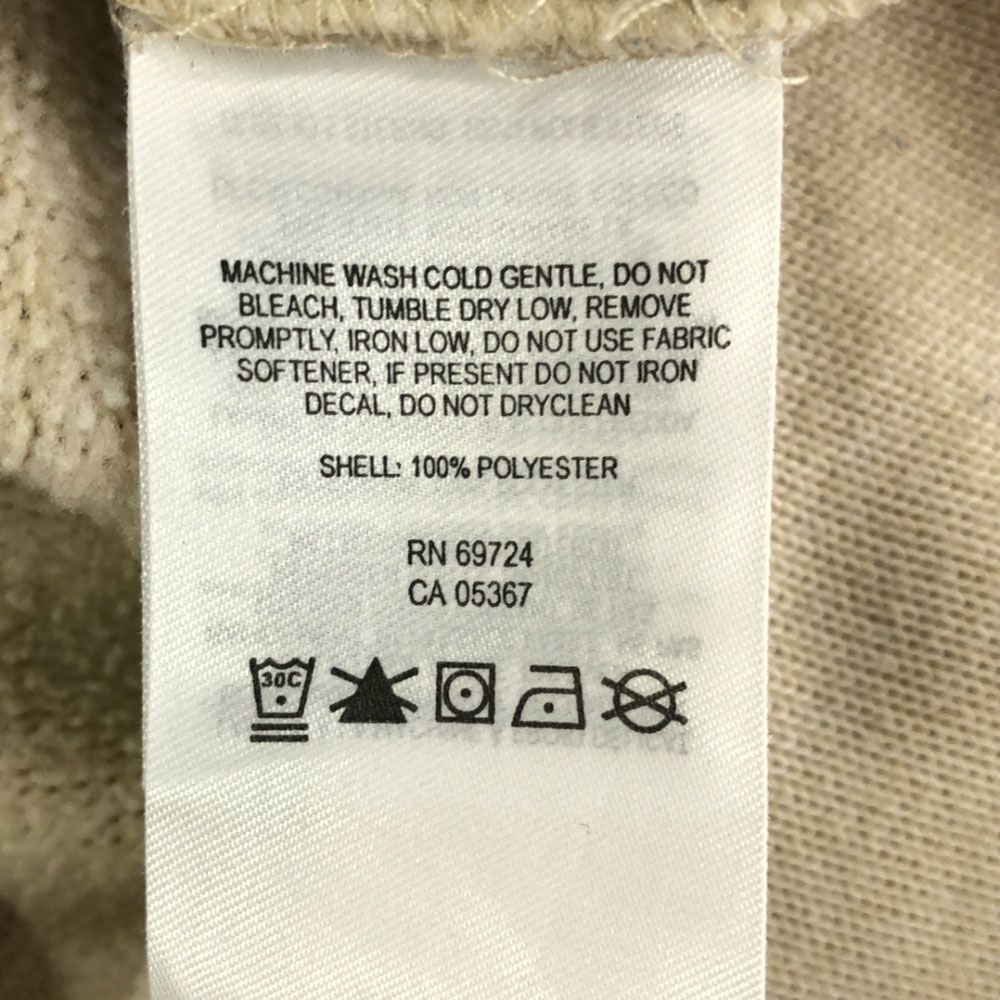 MACHINE WASH COLD GENTLE, DO NOT
BLEACH, TUMBLE DRY LOW, REMOVE
PROMPTLY, IRON LOW, DO NOT USE FABRIC
SOFTENER, IF PRESENT DO NOT IRON
DECAL, DO NOT DRYCLEAN
SHELL: 100% POLYESTER
RN 69724
CA 05367
30C